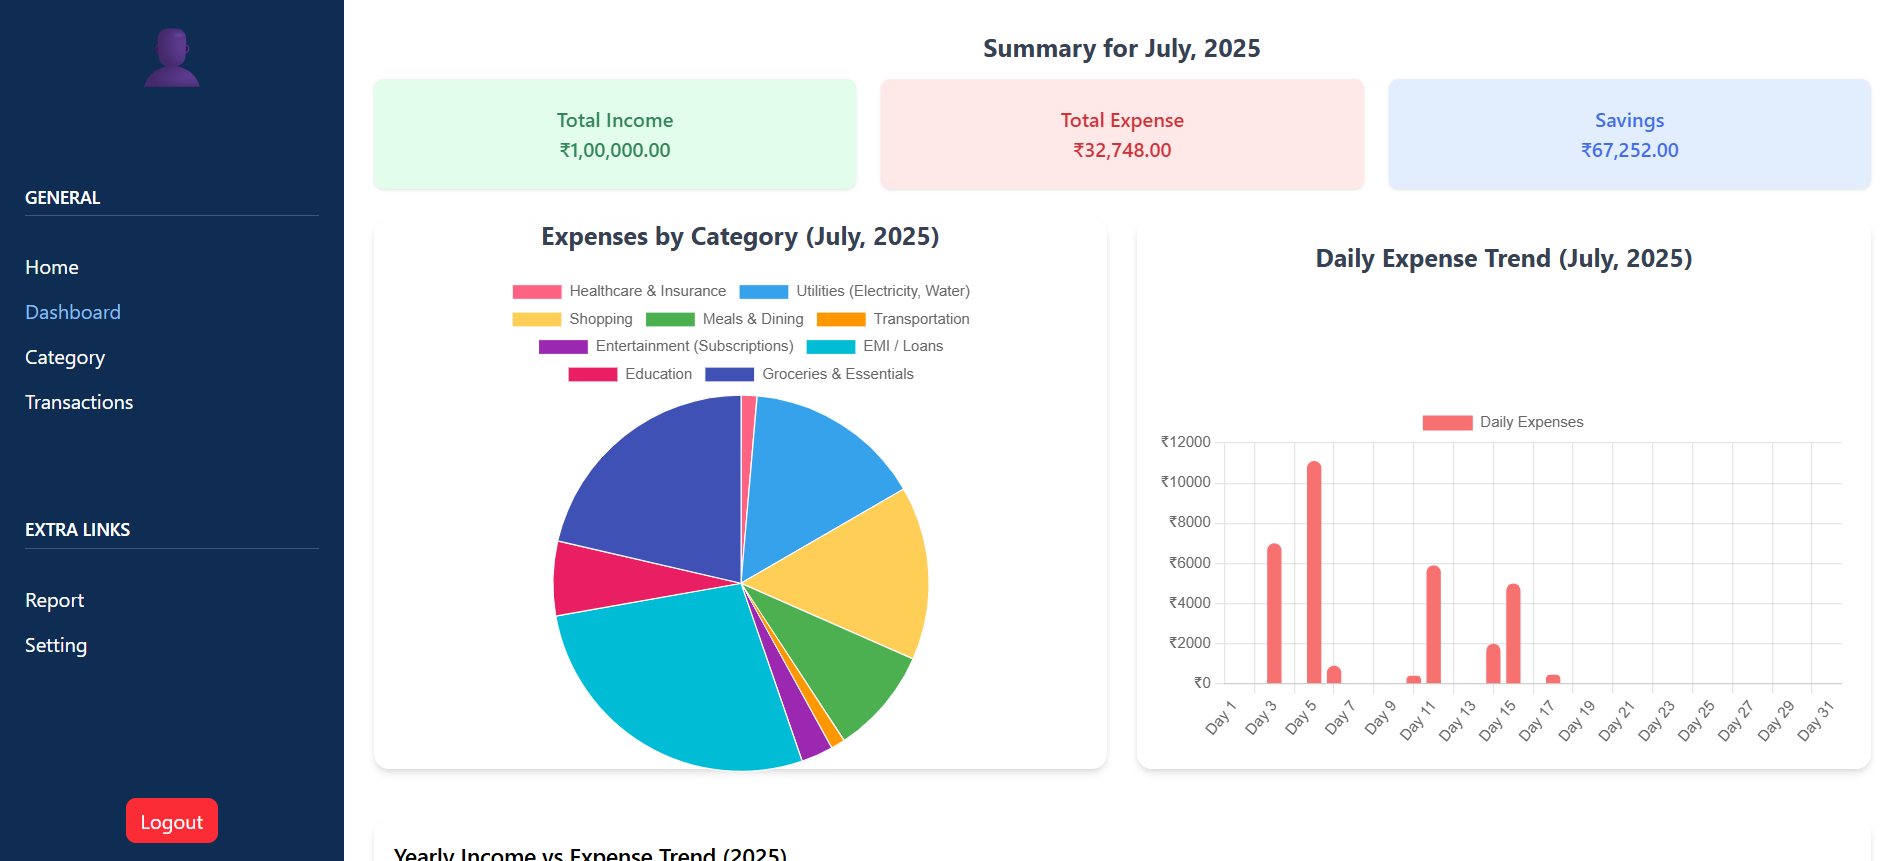 GENERAL
Home
Dashboard
Category
Transactions
EXTRA LINKS
Report
Setting
Logout
Summary for July, 2025
Total Income
₹1,00,000.00
Total Expense
₹32,748.00
Savings
₹67,252.00
Expenses by Category (July, 2025)
Healthcare & Insurance Utilities (Electricity, Water)
Shopping Meals & Dining Transportation
Entertainment (Subscriptions) EMI / Loans
Education Groceries & Essentials
Daily Expense Trend (July, 2025)
Daily Expenses
₹12000
₹10000
₹8000
₹6000
₹4000
₹2000
₹0
Day 1 Day 3 Day 5 Day 7 Day 9 Day 11 Day 13 Day 15 Day 17 Day 19 Day 21 Day 23 Day 25 Day 27 Day 29 Day 31
Yearly Income vs Expense Trend (2025)